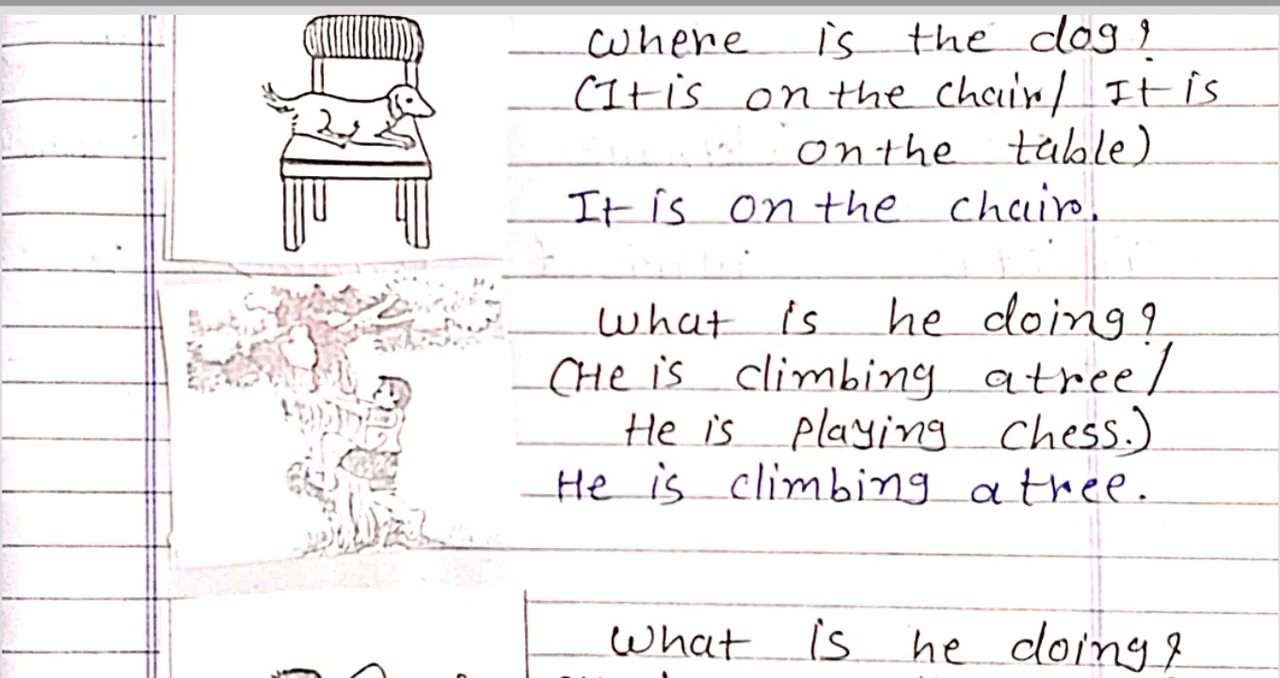 Where is the dog?
(It is on the chair/ It is
on the table)
It is on the chair.
What is he doing?
(He is climbing a tree/
He is playing chess.)
He is climbing a tree.
What is he doing?